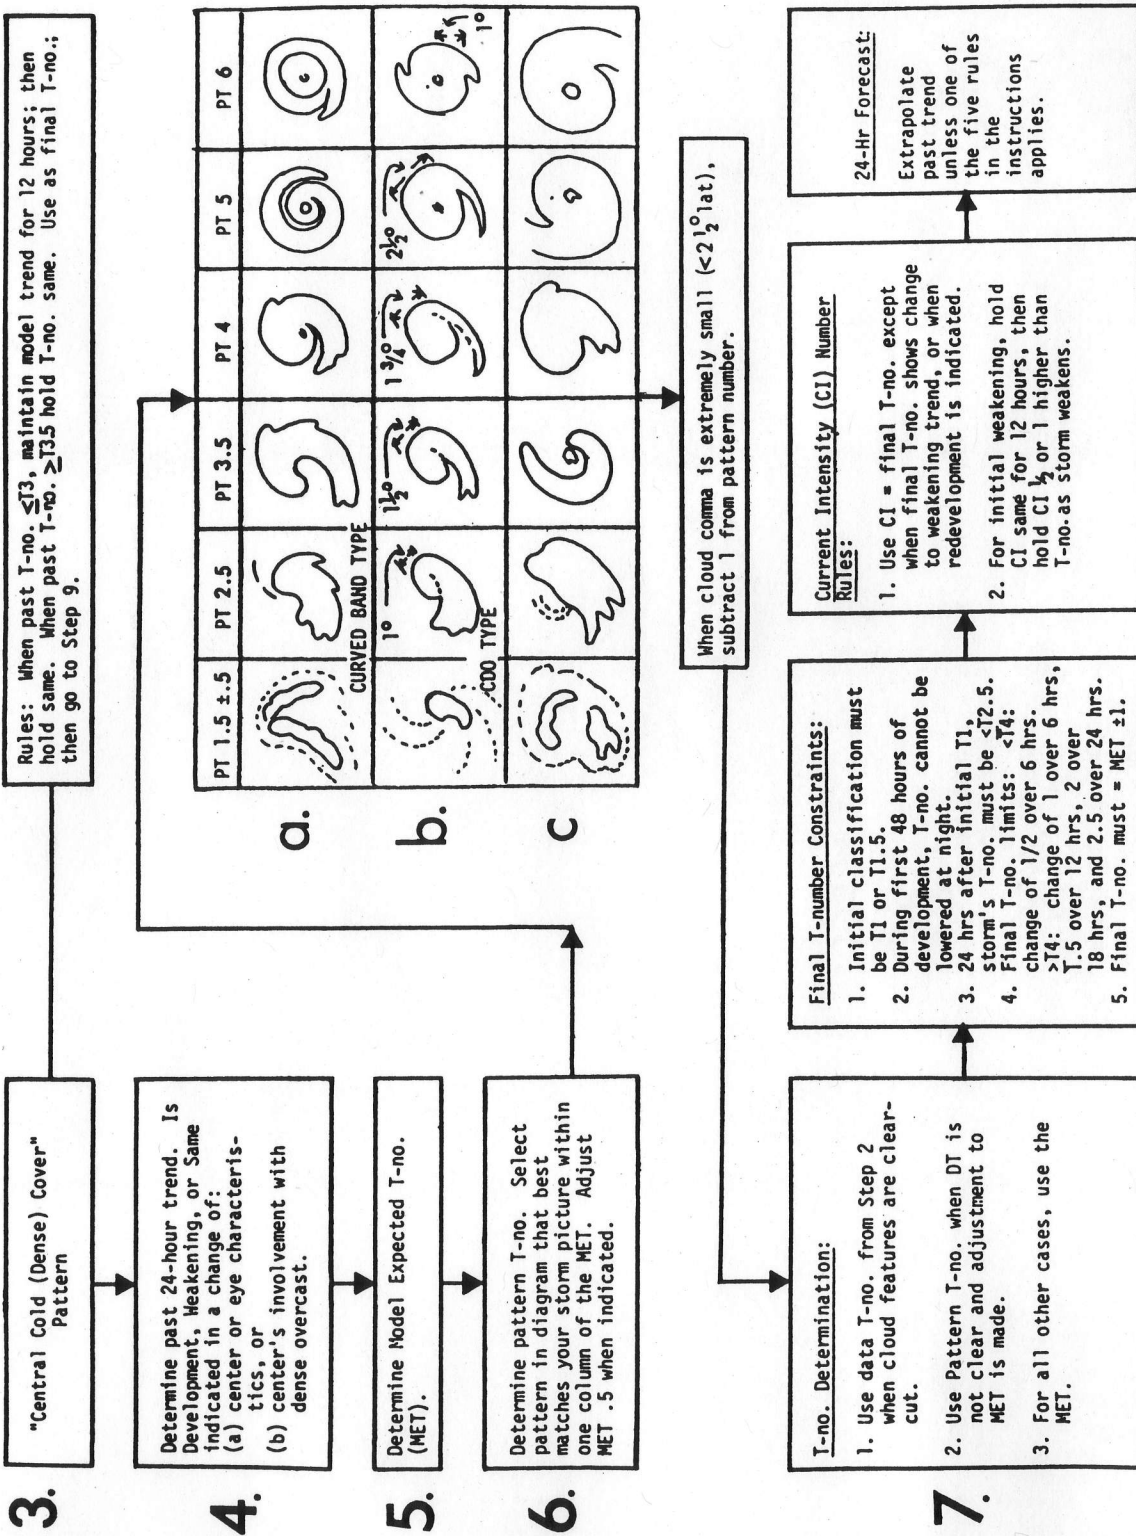 3.
"Central Cold (Dense) Cover"
Pattern
Rules: When past T-no. ≤T3, maintain model trend for 12 hours; then
hold same. When past T-no. ≥T3.5 hold T-no. same. Use as final T-no.;
then go to Step 9.
4.
Determine past 24-hour trend. Is
Development, Weakening, or Same
indicated in a change of:
(a) center or eye characteris-
tics, or
(b) center's involvement with
dense overcast.
5.
Determine Model Expected T-no.
(MET).
6.
Determine pattern T-no. Select
pattern in diagram that best
matches your storm picture within
one column of the MET. Adjust
MET .5 when indicated.
PT 1.5 ±.5 PT 2.5 PT 3.5 PT 4 PT 5 PT 6
a.
CURVED BAND TYPE
b.
1° 1½° 1 3/4° 2½° 1°
CDO TYPE
c
When cloud comma is extremely small (<2½° lat),
subtract 1 from pattern number.
7.
T-no. Determination:
1. Use data T-no. from Step 2
when cloud features are clear-
cut.
2. Use Pattern T-no. when DT is
not clear and adjustment to
MET is made.
3. For all other cases, use the
MET.
Final T-number Constraints:
1. Initial classification must
be T1 or T1.5.
2. During first 48 hours of
development, T-no. cannot be
lowered at night.
3. 24 hrs after initial T1,
storm's T-no. must be <T2.5.
4. Final T-no. limits: <T4:
change of 1/2 over 6 hrs.
>T4: change of 1 over 6 hrs,
T.5 over 12 hrs, 2 over
18 hrs, and 2.5 over 24 hrs.
5. Final T-no. must = MET ±1.
Current Intensity (CI) Number
Rules:
1. Use CI = final T-no. except
when final T-no. shows change
to weakening trend, or when
redevelopment is indicated.
2. For initial weakening, hold
CI same for 12 hours, then
hold CI ½ or 1 higher than
T-no.as storm weakens.
24-Hr Forecast:
Extrapolate
past trend
unless one of
the five rules
in the
instructions
applies.